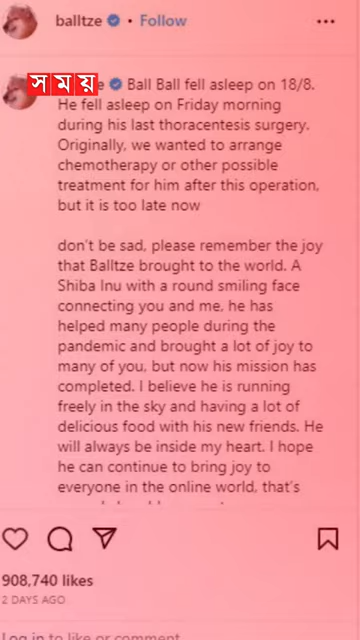 balltze • Follow
সময়
e Ball Ball fell asleep on 18/8.
He fell asleep on Friday morning
during his last thoracentesis surgery.
Originally, we wanted to arrange
chemotherapy or other possible
treatment for him after this operation,
but it is too late now
don't be sad, please remember the joy
that Balltze brought to the world. A
Shiba Inu with a round smiling face
connecting you and me, he has
helped many people during the
pandemic and brought a lot of joy to
many of you, but now his mission has
completed. I believe he is running
freely in the sky and having a lot of
delicious food with his new friends. He
will always be inside my heart. I hope
he can continue to bring joy to
everyone in the online world, that's
908,740 likes
2 DAYS AGO
Log in to like or comment